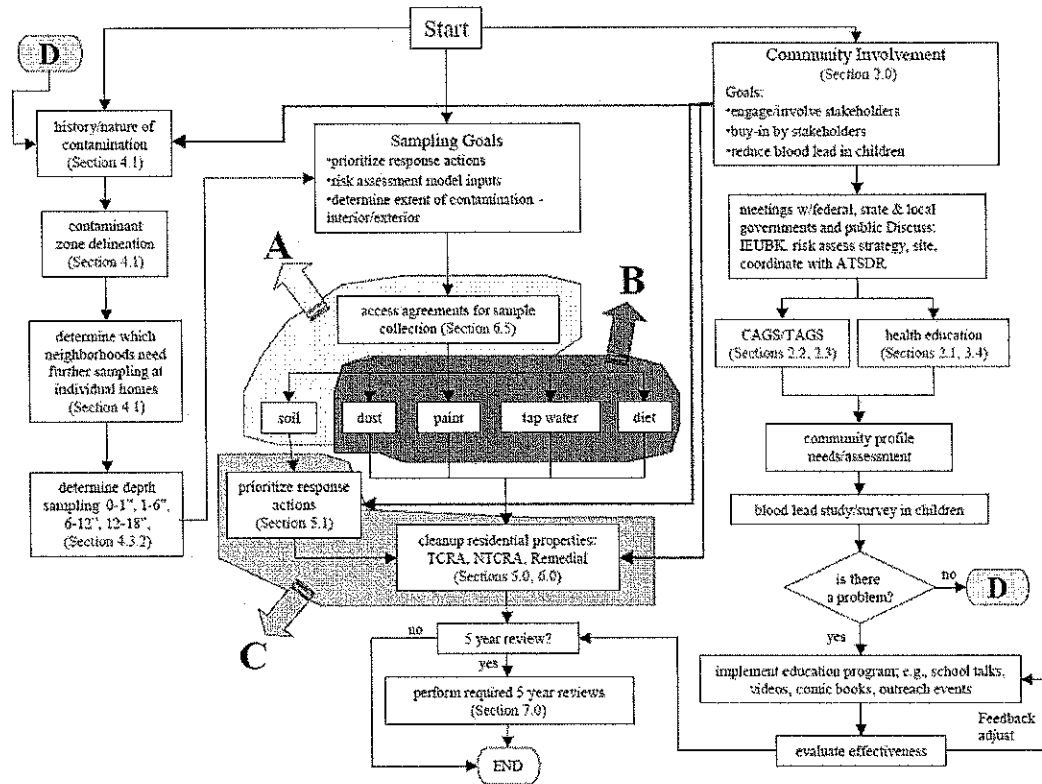 Start
D
Community Involvement
(Section 3.0)
Goals:
•engage/involve stakeholders
•buy-in by stakeholders
•reduce blood lead in children
history/nature of
contamination
(Section 4.1)
Sampling Goals
•prioritize response actions
•risk assessment model inputs
•determine extent of contamination -
interior/exterior
contaminant
zone delineation
(Section 4.1)
meetings w/federal, state & local
governments and public Discuss:
IEUBK, risk assess strategy, site,
coordinate with ATSDR
A
B
access agreements for sample
collection (Section 6.5)
determine which
neighborhoods need
further sampling at
individual homes
(Section 4.1)
CAGS/TAGS
(Sections 2.2, 2.3)
health education
(Sections 2.1, 3.4)
soil
dust
paint
tap water
diet
community profile
needs/assessment
determine depth
sampling 0-1", 1-6",
6-12", 12-18",
(Section 4.3.2)
prioritize response
actions
(Section 5.1)
blood lead study/survey in children
cleanup residential properties:
TCRA, NTCRA, Remedial
(Sections 5.0, 6.0)
is there
a problem?
no
D
C
no
5 year review?
yes
yes
implement education program; e.g., school talks,
videos, comic books, outreach events
perform required 5 year reviews
(Section 7.0)
Feedback
adjust
evaluate effectiveness
END